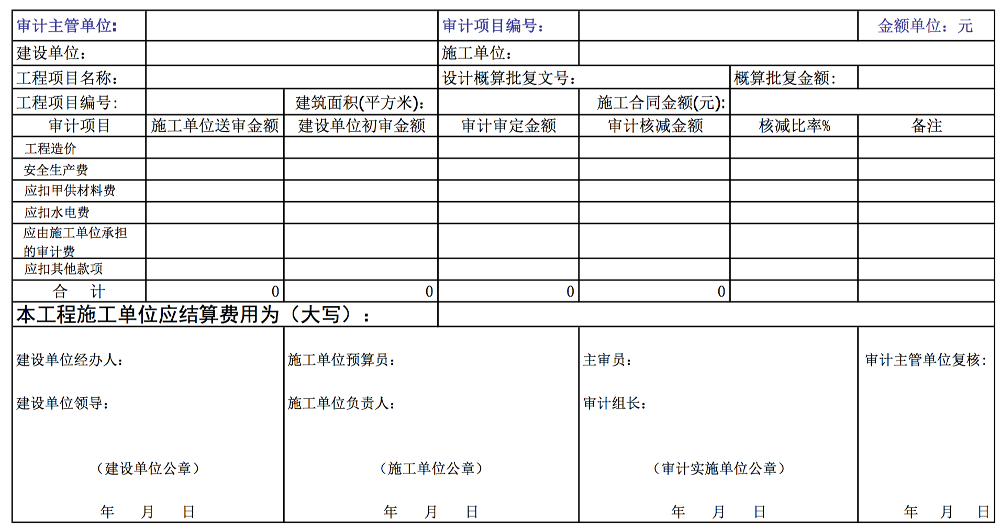 审计主管单位: 审计项目编号： 金额单位：元
建设单位： 施工单位：
工程项目名称： 设计概算批复文号： 概算批复金额：
工程项目编号： 建筑面积(平方米)： 施工合同金额(元):
审计项目 施工单位送审金额 建设单位初审金额 审计审定金额 审计核减金额 核减比率% 备注
工程造价
安全生产费
应扣甲供材料费
应扣水电费
应由施工单位承担
的审计费
应扣其他款项
合 计 0 0 0 0
本工程施工单位应结算费用为（大写）：
建设单位经办人： 施工单位预算员： 主审员： 审计主管单位复核：
建设单位领导： 施工单位负责人： 审计组长：
（建设单位公章） （施工单位公章） （审计实施单位公章）
年 月 日 年 月 日 年 月 日 年 月 日